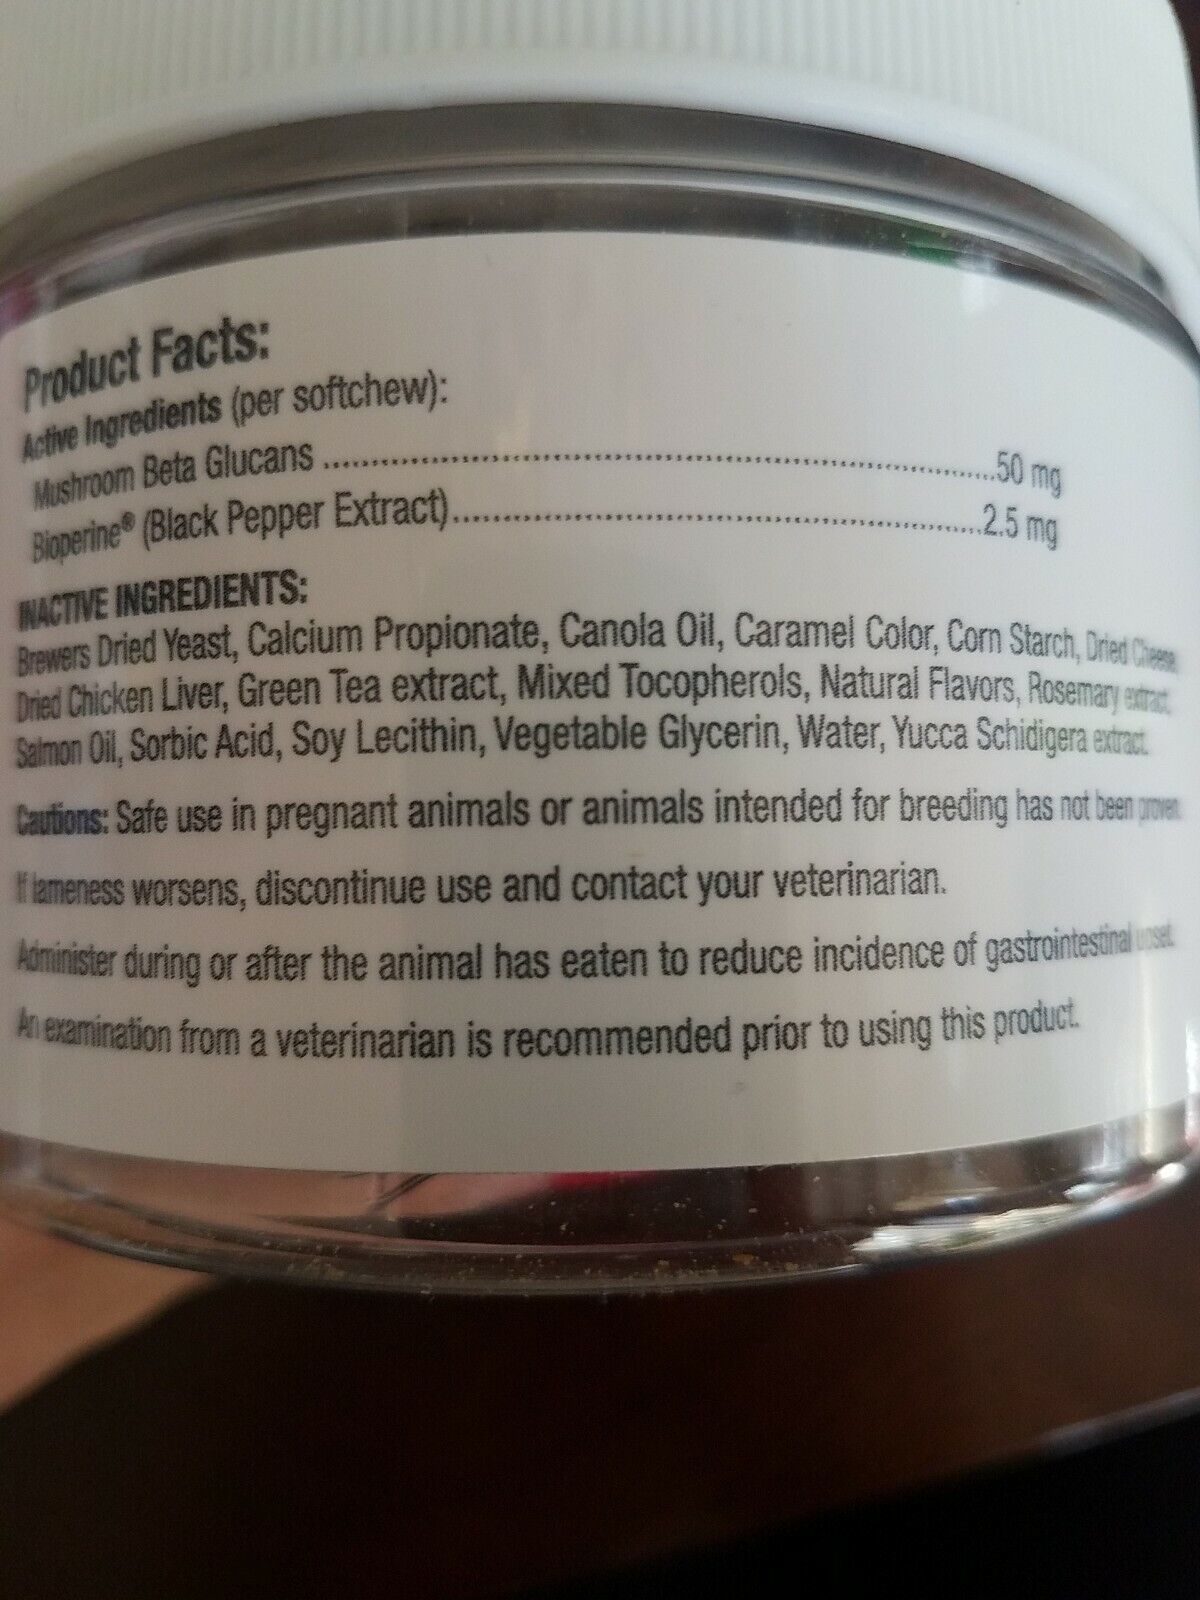 Product Facts:
Active Ingredients (per softchew):
Mushroom Beta Glucans ........................................................................................50 mg
Bioperine® (Black Pepper Extract)......................................................................2.5 mg
INACTIVE INGREDIENTS:
Brewers Dried Yeast, Calcium Propionate, Canola Oil, Caramel Color, Corn Starch, Dried Cheese,
Dried Chicken Liver, Green Tea extract, Mixed Tocopherols, Natural Flavors, Rosemary extract,
Salmon Oil, Sorbic Acid, Soy Lecithin, Vegetable Glycerin, Water, Yucca Schidigera extract.
Cautions: Safe use in pregnant animals or animals intended for breeding has not been proven.
If lameness worsens, discontinue use and contact your veterinarian.
Administer during or after the animal has eaten to reduce incidence of gastrointestinal upset.
An examination from a veterinarian is recommended prior to using this product.